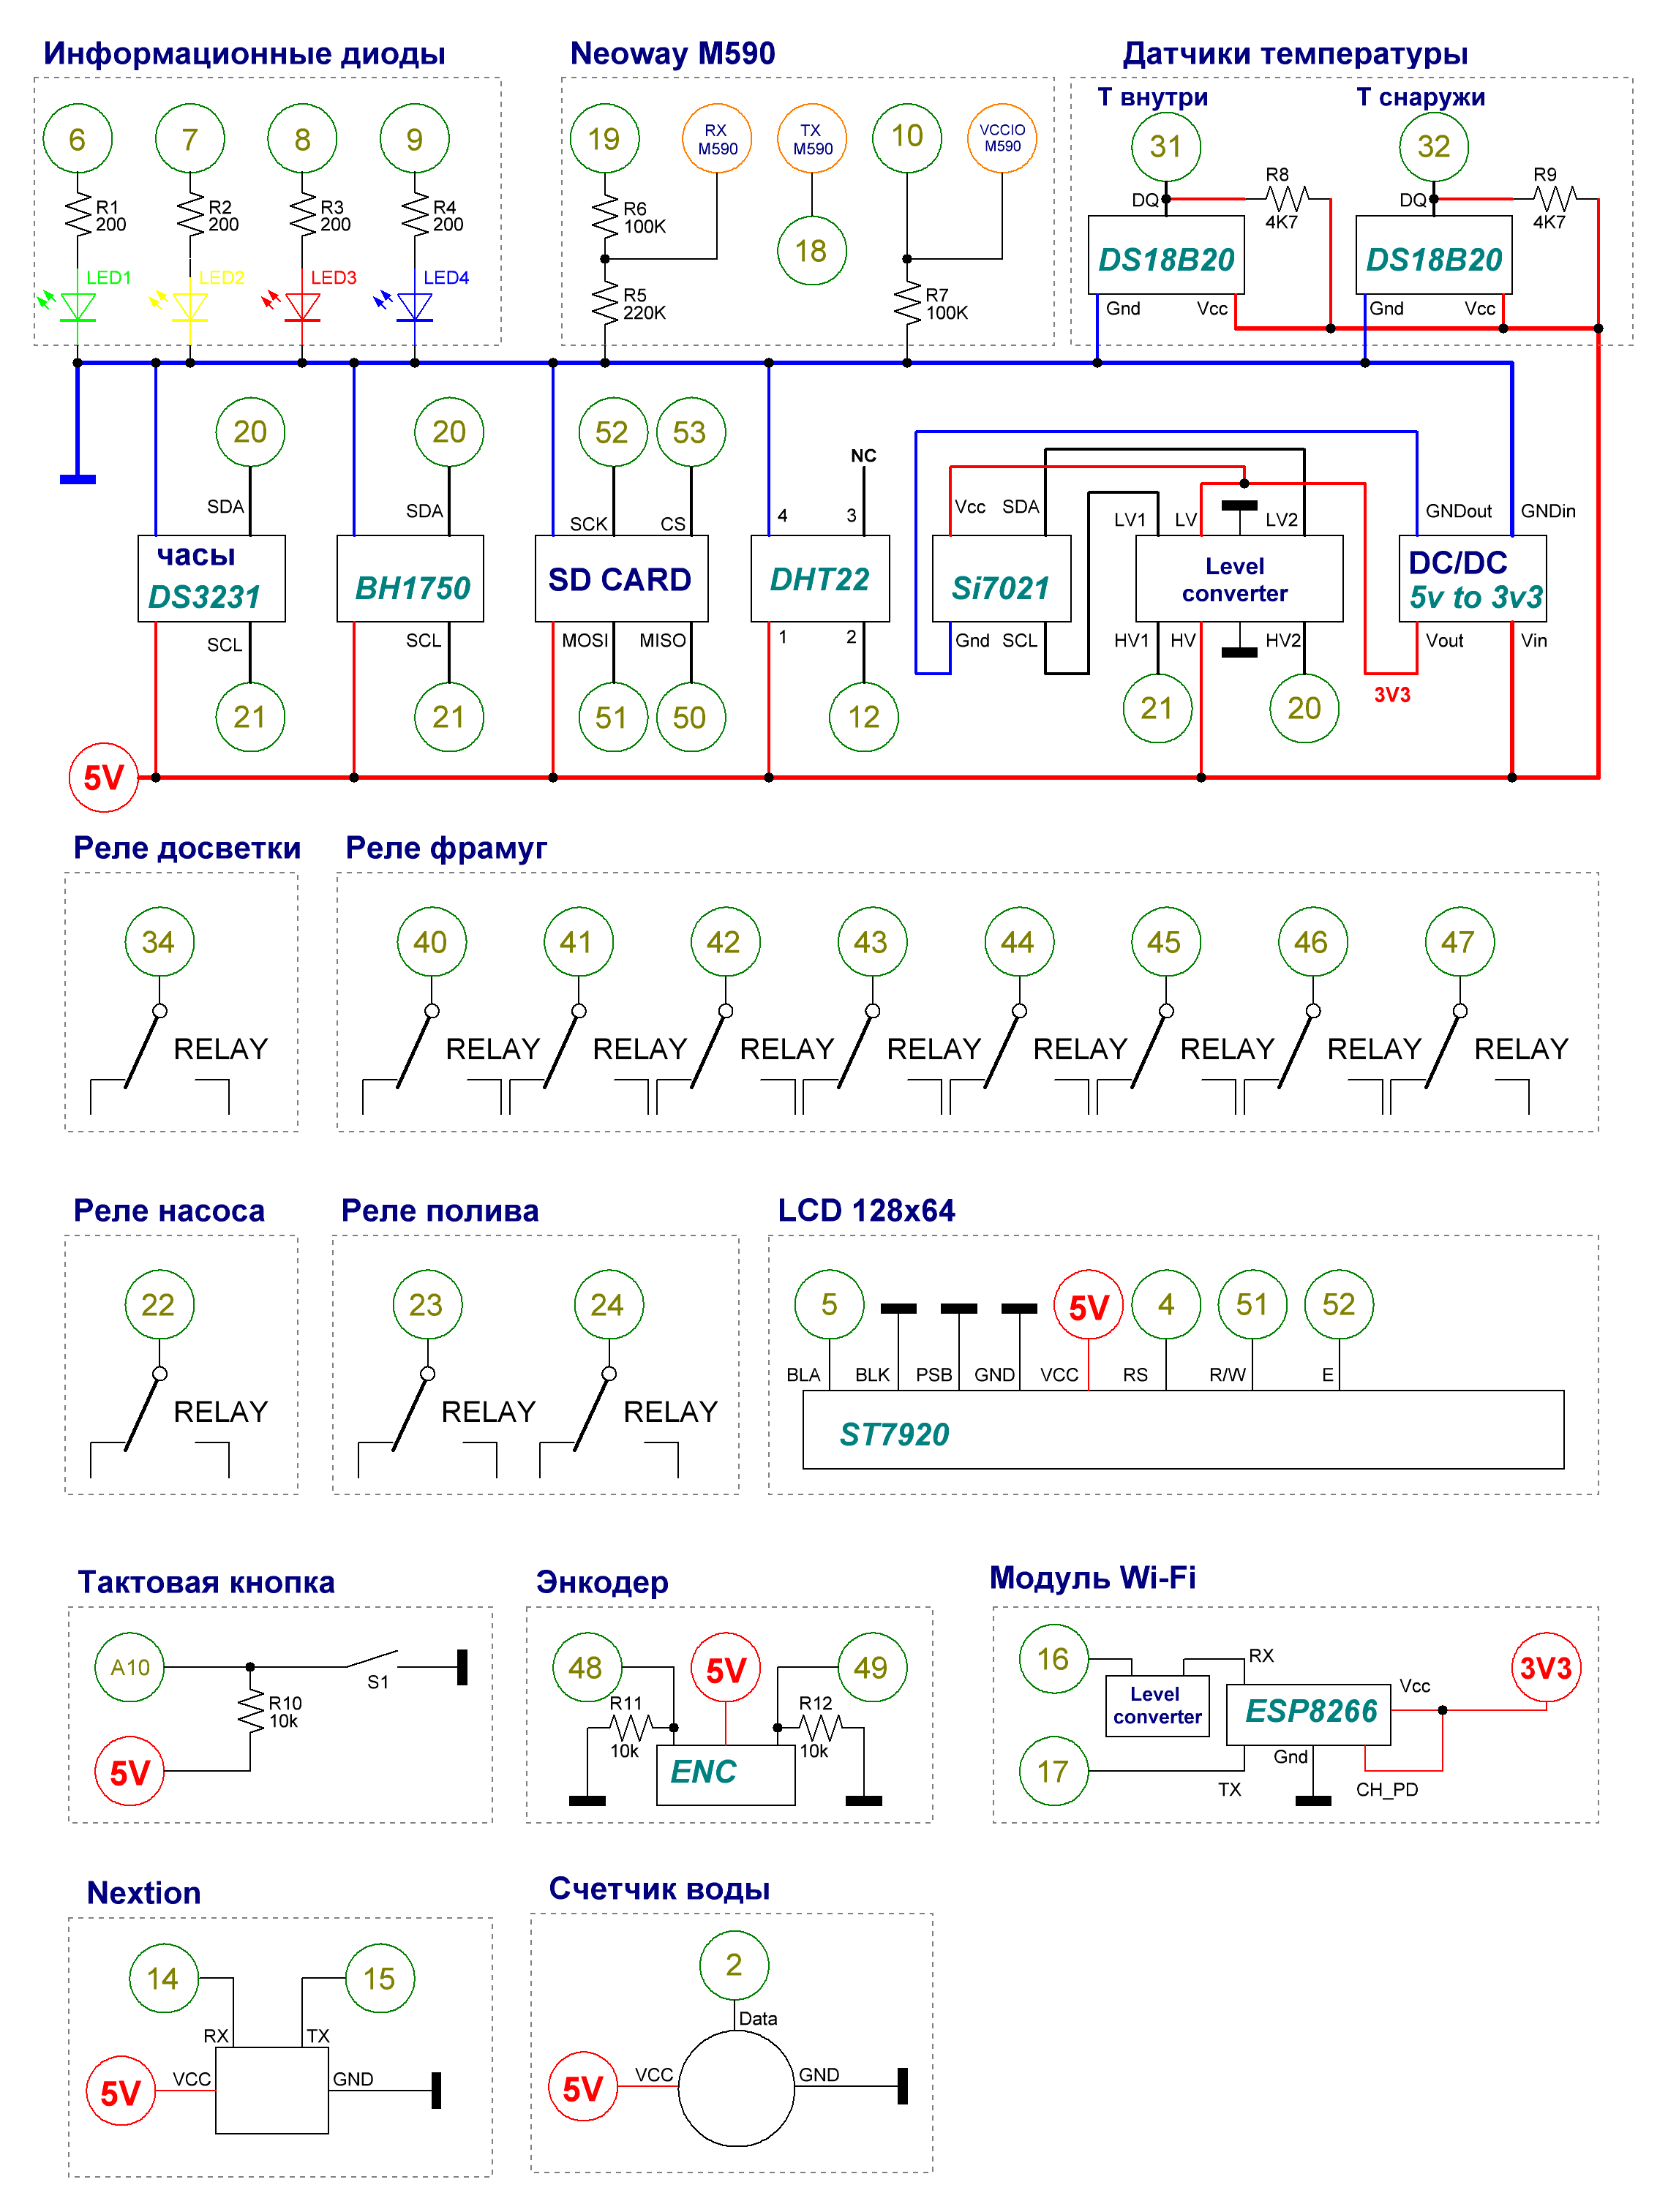 Информационные диоды
6
7
8
9
R1
200
R2
200
R3
200
R4
200
LED1
LED2
LED3
LED4
Neoway M590
19
RX
M590
TX
M590
10
VCCIO
M590
R6
100K
18
R5
220K
R7
100K
Датчики температуры
Т внутри
Т снаружи
31
32
R8
4K7
R9
4K7
DQ
DQ
DS18B20
DS18B20
Gnd
Vcc
Gnd
Vcc
20
SDA
часы
DS3231
SCL
21
20
SDA
BH1750
SCL
21
52
53
SCK
CS
SD CARD
MOSI
MISO
51
50
NC
4
3
DHT22
1
2
12
Vcc
SDA
Si7021
Gnd
SCL
LV1
LV
LV2
Level
converter
HV1
HV
HV2
21
20
GNDout
GNDin
DC/DC
5v to 3v3
Vout
Vin
3V3
5V
Реле досветки
34
RELAY
Реле фрамуг
40
41
42
43
44
45
46
47
RELAY
RELAY
RELAY
RELAY
RELAY
RELAY
RELAY
RELAY
Реле насоса
22
RELAY
Реле полива
23
24
RELAY
RELAY
LCD 128x64
5
5V
4
51
52
BLA
BLK
PSB
GND
VCC
RS
R/W
E
ST7920
Тактовая кнопка
A10
S1
R10
10k
5V
Энкодер
48
5V
49
R11
10k
R12
10k
ENC
Модуль Wi-Fi
16
RX
3V3
Level
converter
ESP8266
Vcc
17
Gnd
TX
CH_PD
Nextion
14
15
RX
TX
5V
VCC
GND
Счетчик воды
2
Data
5V
VCC
GND